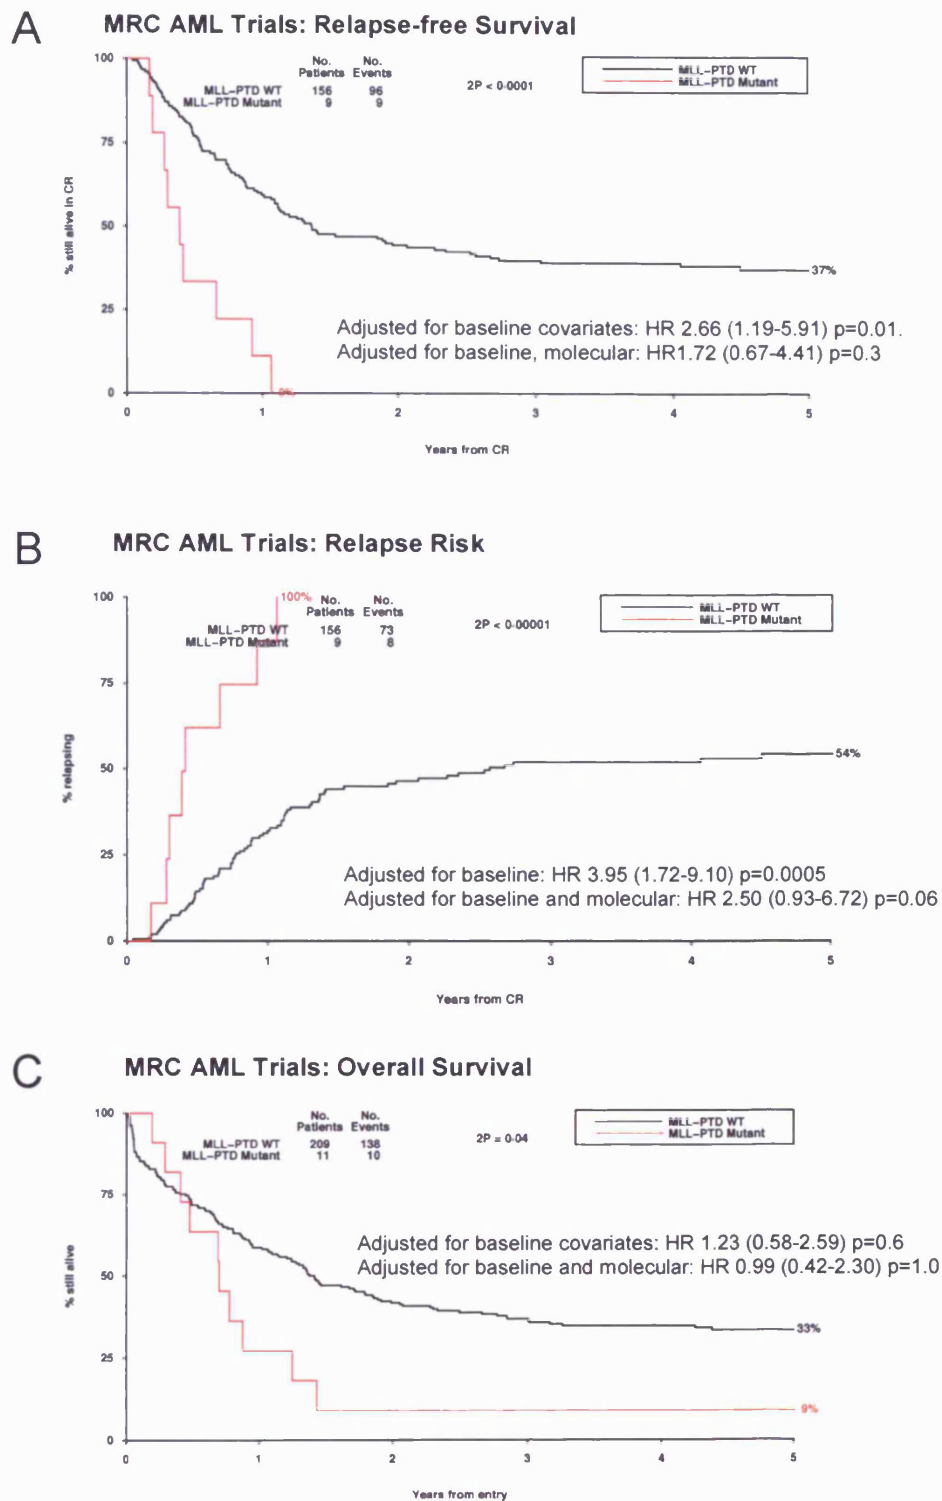 A
MRC AML Trials: Relapse-free Survival
No. No.
Patients Events
MLL-PTD WT 156 96
MLL-PTD Mutant 9 9
2P < 0·0001
MLL-PTD WT
MLL-PTD Mutant
100
75
50
25
0
% still alive in CR
37%
0%
Adjusted for baseline covariates: HR 2.66 (1.19-5.91) p=0.01.
Adjusted for baseline, molecular: HR1.72 (0.67-4.41) p=0.3
0 1 2 3 4 5
Years from CR
B
MRC AML Trials: Relapse Risk
100% No. No.
Patients Events
MLL-PTD WT 156 73
MLL-PTD Mutant 9 8
2P < 0·00001
MLL-PTD WT
MLL-PTD Mutant
100
75
50
25
0
% relapsing
54%
Adjusted for baseline: HR 3.95 (1.72-9.10) p=0.0005
Adjusted for baseline and molecular: HR 2.50 (0.93-6.72) p=0.06
0 1 2 3 4 5
Years from CR
C
MRC AML Trials: Overall Survival
No. No.
Patients Events
MLL-PTD WT 209 138
MLL-PTD Mutant 11 10
2P = 0·04
MLL-PTD WT
MLL-PTD Mutant
100
75
50
25
0
% still alive
Adjusted for baseline covariates: HR 1.23 (0.58-2.59) p=0.6
Adjusted for baseline and molecular: HR 0.99 (0.42-2.30) p=1.0
33%
9%
0 1 2 3 4 5
Years from entry